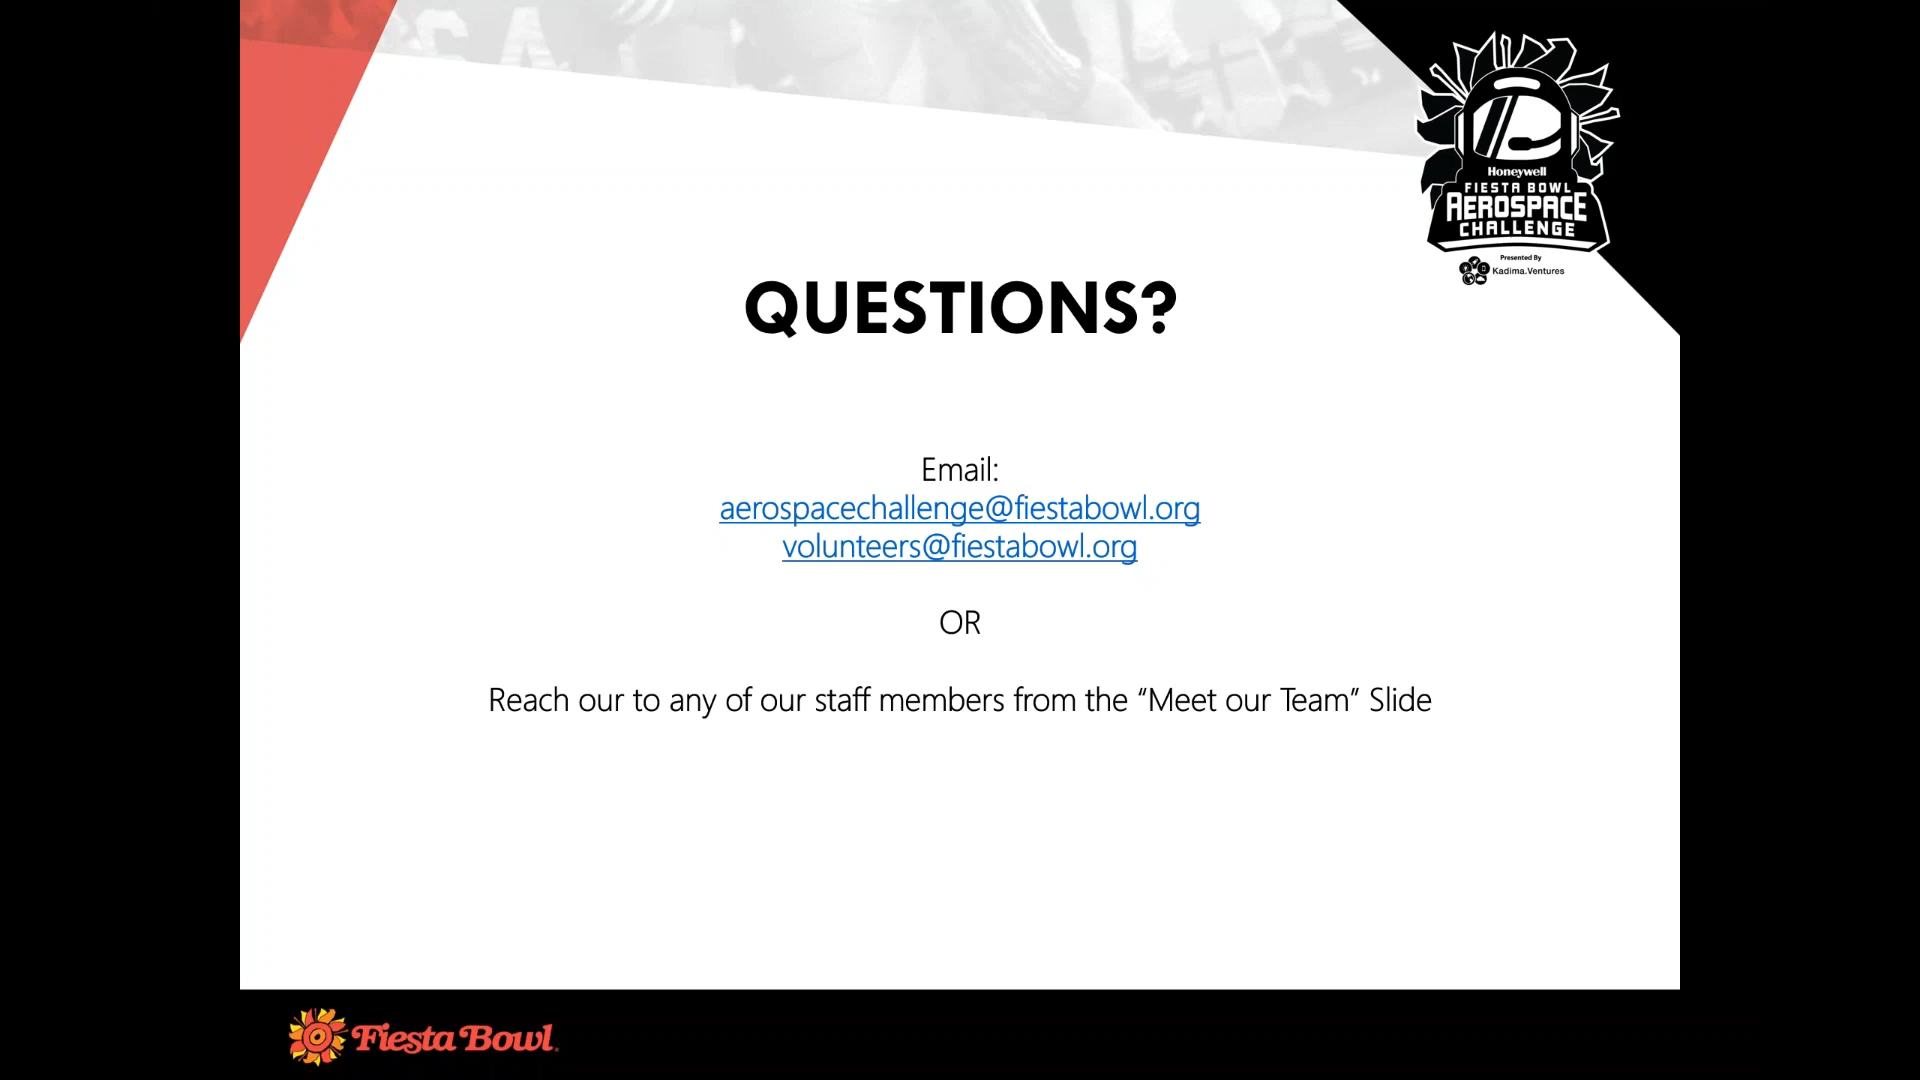 Honeywell
FIESTA BOWL
AEROSPACE
CHALLENGE
Presented By
Kadima.Ventures
QUESTIONS?
Email:
aerospacechallenge@fiestabowl.org
volunteers@fiestabowl.org
OR
Reach our to any of our staff members from the “Meet our Team” Slide
Fiesta Bowl